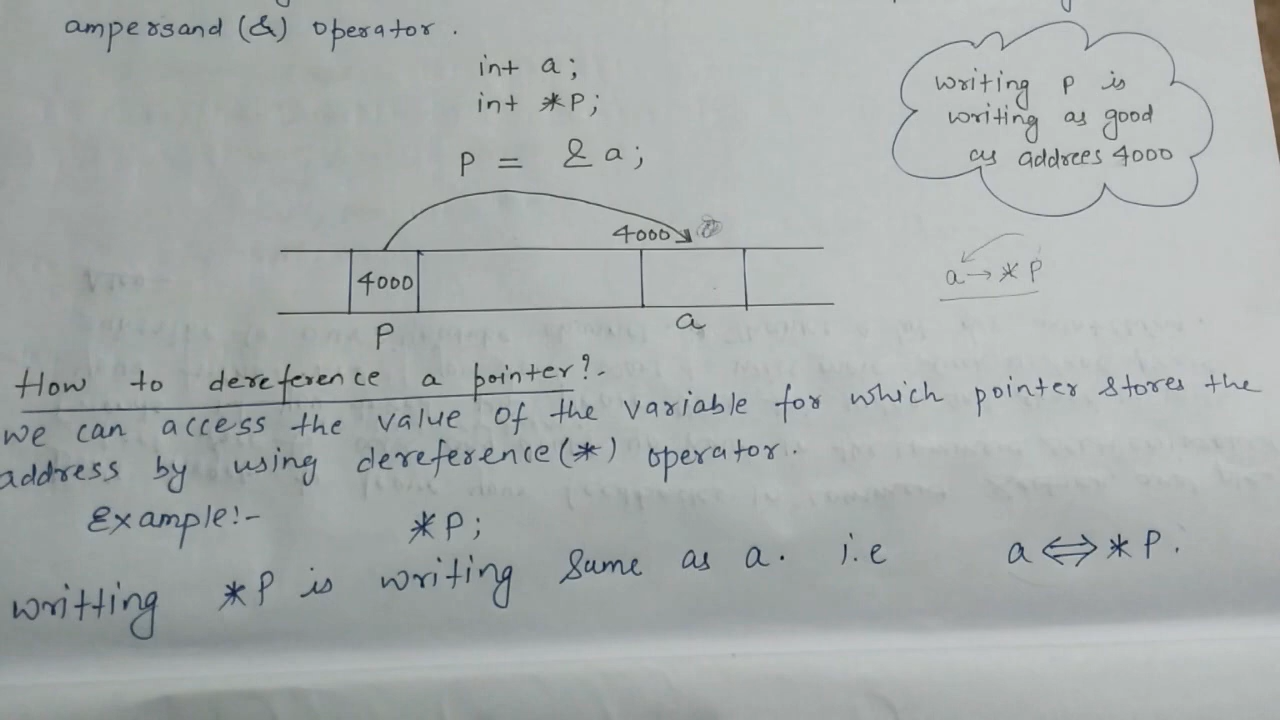 ampersand (&) operator.
int a;
int *P;
P = &a;
writing P is
writing as good
as addrees 4000
4000
4000
P
a
a→*P
How to dereference a pointer?-
we can access the value of the variable for which pointer stores the
address by using dereference(*) operator.
Example:-
*P;
writting *P is writing same as a. i.e a⇔*P.